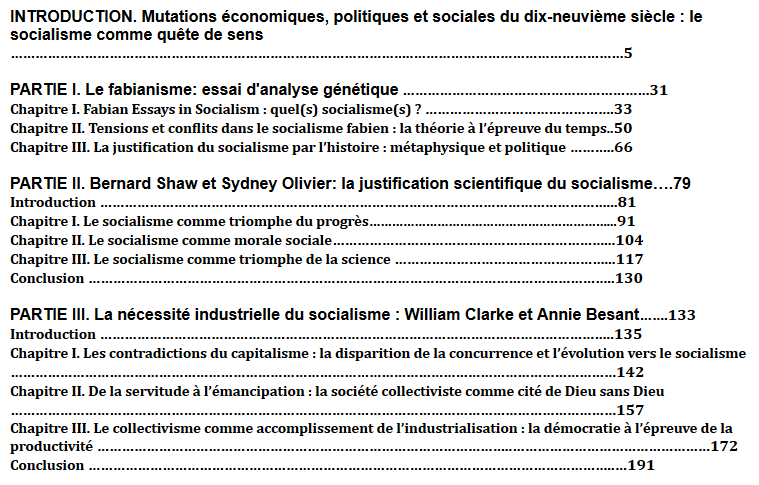 INTRODUCTION. Mutations économiques, politiques et sociales du dix-neuvième siècle : le
socialisme comme quête de sens
……………………………………………………………………………………………………………5
PARTIE I. Le fabianisme: essai d'analyse génétique ……………………………………………31
Chapitre I. Fabian Essays in Socialism : quel(s) socialisme(s) ? ………………………………….33
Chapitre II. Tensions et conflits dans le socialisme fabien : la théorie à l’épreuve du temps..50
Chapitre III. La justification du socialisme par l’histoire : métaphysique et politique ………..66
PARTIE II. Bernard Shaw et Sydney Olivier: la justification scientifique du socialisme….79
Introduction …………………………………………………………………………………………...81
Chapitre I. Le socialisme comme triomphe du progrès……………………………………………...91
Chapitre II. Le socialisme comme morale sociale…………………………………………………...104
Chapitre III. Le socialisme comme triomphe de la science ………………………………………...117
Conclusion …………………………………………………………………………………………….…130
PARTIE III. La nécessité industrielle du socialisme : William Clarke et Annie Besant…….133
Introduction ……………………………………………………………………………………………135
Chapitre I. Les contradictions du capitalisme : la disparition de la concurrence et l’évolution vers le socialisme
……………………………………………………………………………………………………………142
Chapitre II. De la servitude à l’émancipation : la société collectiviste comme cité de Dieu sans Dieu
……………………………………………………………………………………………………………157
Chapitre III. Le collectivisme comme accomplissement de l’industrialisation : la démocratie à l’épreuve de la
productivité ……………………………………………………………………………………………………………172
Conclusion ………………………………………………………………………………………………191